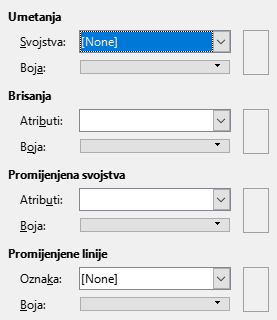 Umetanja
Svojstva: [None]
Boja:
Brisanja
Atributi:
Boja:
Promijenjena svojstva
Atributi:
Boja:
Promijenjene linije
Oznaka: [None]
Boja: